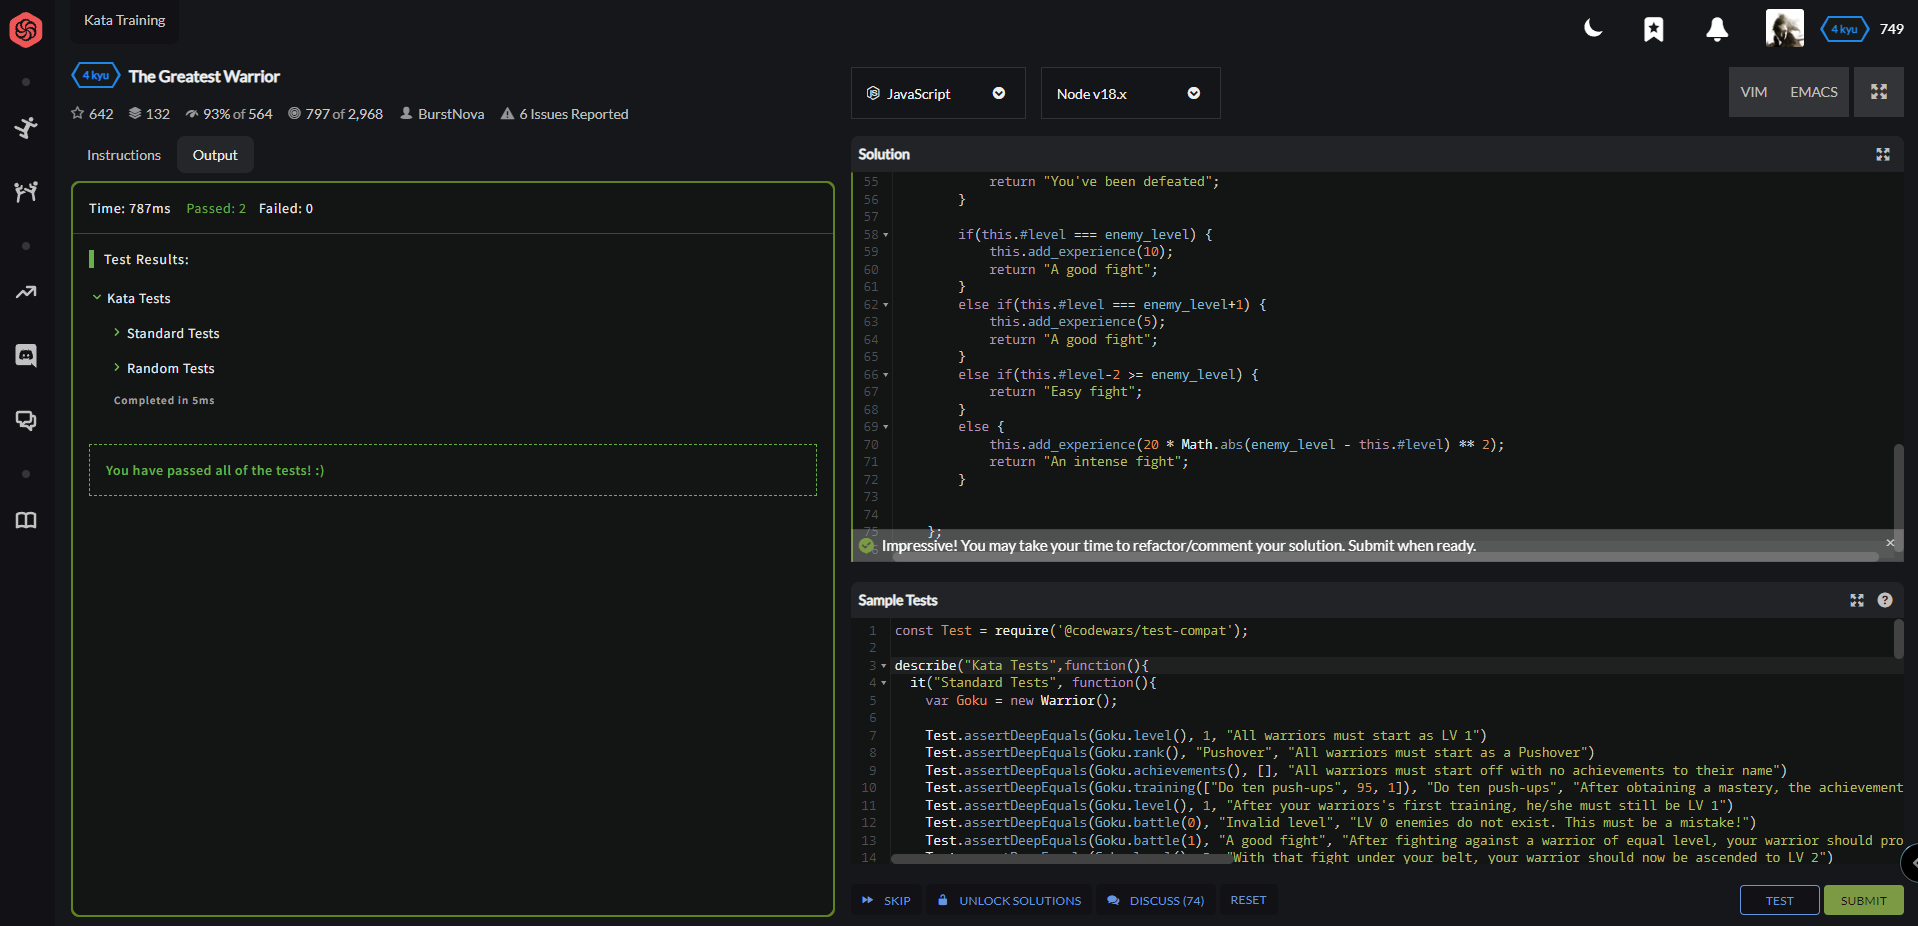 Kata Training
4 kyu 749
4 kyu The Greatest Warrior
642 132 93% of 564 797 of 2,968 BurstNova 6 Issues Reported
Instructions Output
Time: 787ms Passed: 2 Failed: 0
Test Results:
Kata Tests
Standard Tests
Random Tests
Completed in 5ms
You have passed all of the tests! :)
JavaScript Node v18.x VIM EMACS
Solution
55 return "You've been defeated";
56 }
57
58 if(this.#level === enemy_level) {
59 this.add_experience(10);
60 return "A good fight";
61 }
62 else if(this.#level === enemy_level+1) {
63 this.add_experience(5);
64 return "A good fight";
65 }
66 else if(this.#level-2 >= enemy_level) {
67 return "Easy fight";
68 }
69 else {
70 this.add_experience(20 * Math.abs(enemy_level - this.#level) ** 2);
71 return "An intense fight";
72 }
73
74
75 };
Impressive! You may take your time to refactor/comment your solution. Submit when ready.
Sample Tests
1 const Test = require('@codewars/test-compat');
2
3 describe("Kata Tests",function(){
4 it("Standard Tests", function(){
5 var Goku = new Warrior();
6
7 Test.assertDeepEquals(Goku.level(), 1, "All warriors must start as LV 1")
8 Test.assertDeepEquals(Goku.rank(), "Pushover", "All warriors must start as a Pushover")
9 Test.assertDeepEquals(Goku.achievements(), [], "All warriors must start off with no achievements to their name")
10 Test.assertDeepEquals(Goku.training(["Do ten push-ups", 95, 1]), "Do ten push-ups", "After obtaining a mastery, the achievement
11 Test.assertDeepEquals(Goku.level(), 1, "After your warriors's first training, he/she must still be LV 1")
12 Test.assertDeepEquals(Goku.battle(0), "Invalid level", "LV 0 enemies do not exist. This must be a mistake!")
13 Test.assertDeepEquals(Goku.battle(1), "A good fight", "After fighting against a warrior of equal level, your warrior should pro
14 "With that fight under your belt, your warrior should now be ascended to LV 2")
SKIP UNLOCK SOLUTIONS DISCUSS (74) RESET TEST SUBMIT